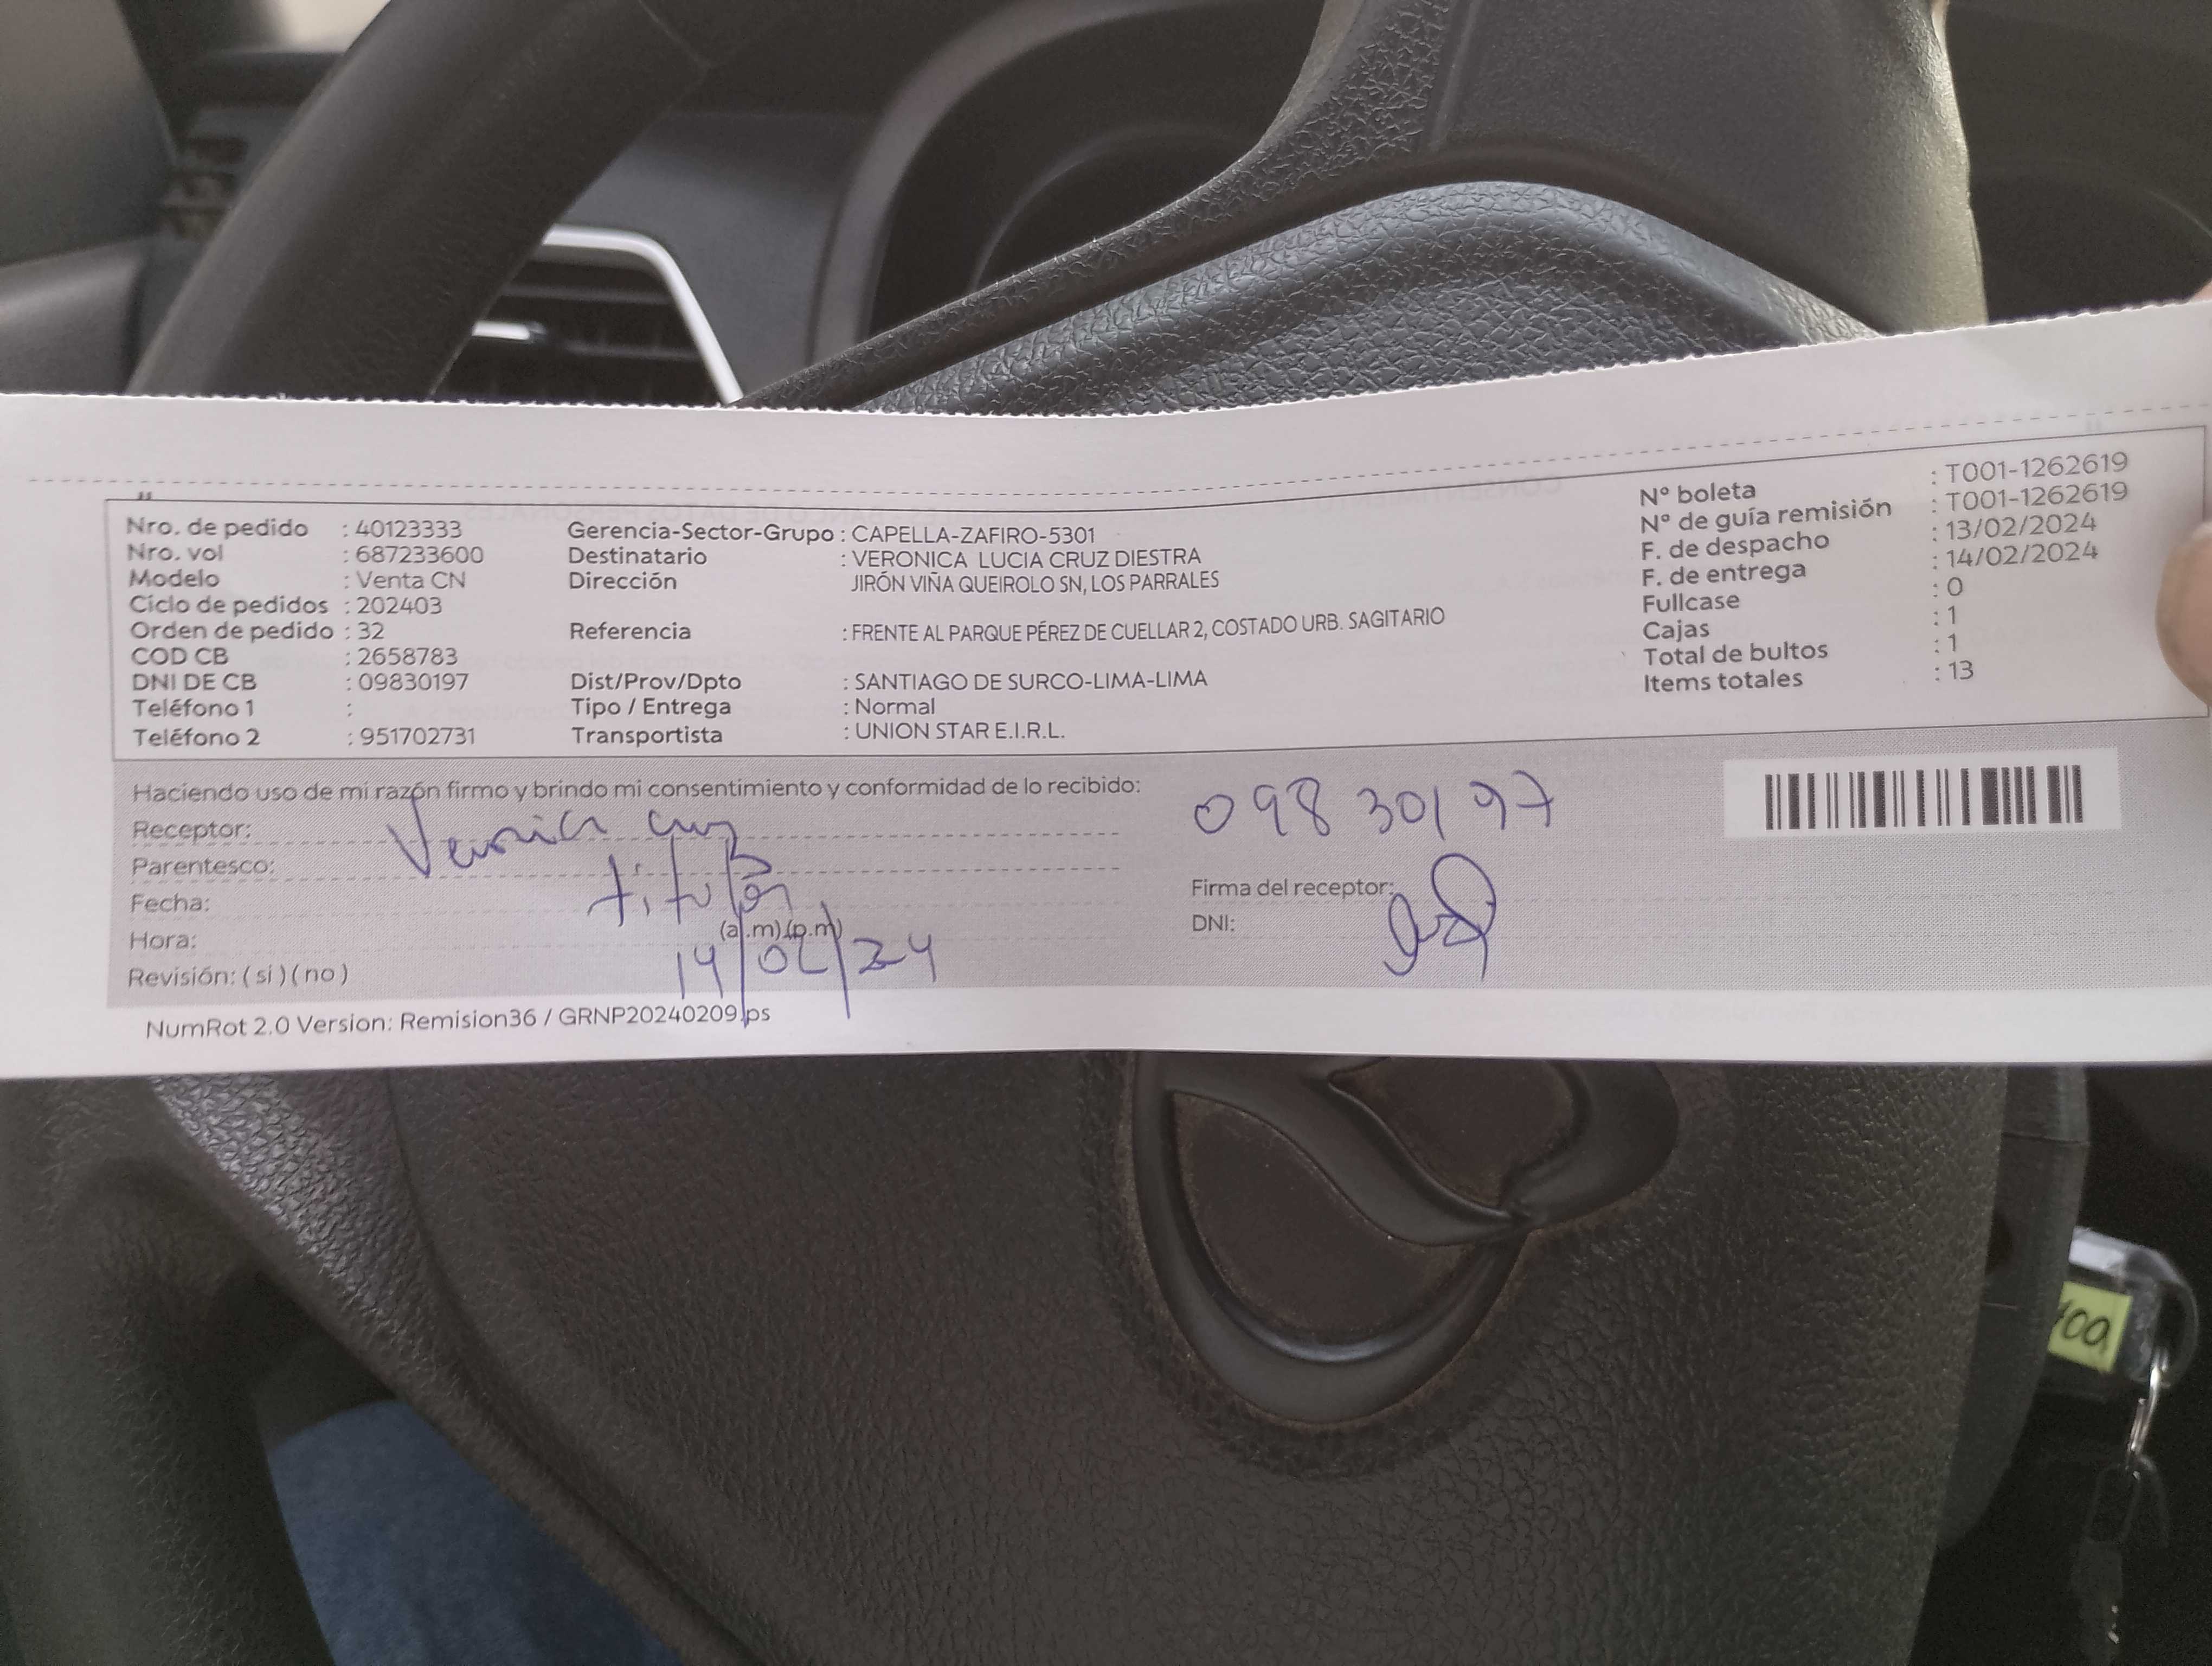 Nro. de pedido : 40123333 Gerencia-Sector-Grupo : CAPELLA-ZAFIRO-5301 N° boleta : T001-1262619
Nro. vol : 687233600 Destinatario : VERONICA LUCIA CRUZ DIESTRA N° de guía remisión : T001-1262619
Modelo : Venta CN Dirección JIRÓN VIÑA QUEIROLO SN, LOS PARRALES F. de despacho : 13/02/2024
Ciclo de pedidos : 202403 F. de entrega : 14/02/2024
Orden de pedido : 32 Referencia : FRENTE AL PARQUE PÉREZ DE CUELLAR 2, COSTADO URB. SAGITARIO Fullcase : 0
COD CB : 2658783 Cajas : 1
DNI DE CB : 09830197 Dist/Prov/Dpto : SANTIAGO DE SURCO-LIMA-LIMA Total de bultos : 1
Teléfono 1 : Tipo / Entrega : Normal Items totales : 13
Teléfono 2 : 951702731 Transportista : UNION STAR E.I.R.L.
Haciendo uso de mi razón firmo y brindo mi consentimiento y conformidad de lo recibido: 09830197
Receptor: Veronica Cruz
Parentesco: titular
Firma del receptor:
Fecha:
DNI:
Hora: (a.m) (p.m)
14/02/24
Revisión: ( si ) ( no )
NumRot 2.0 Version: Remision36 / GRNP20240209.ps